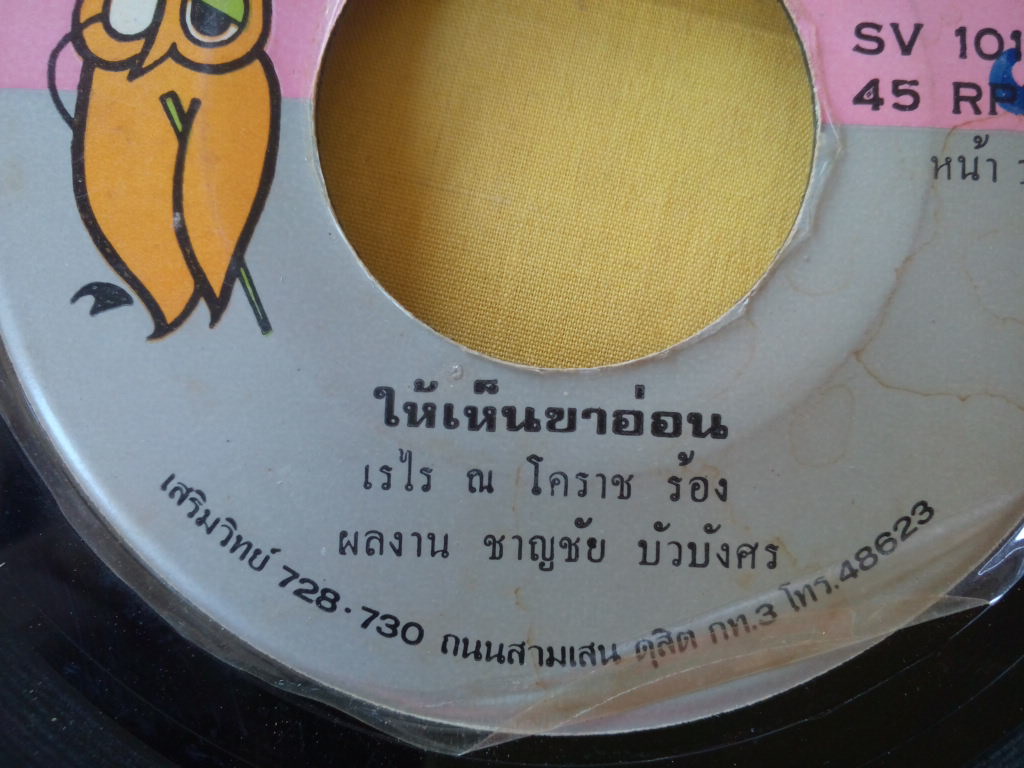 SV 101
45 RP
หน้า
ให้เห็นขาอ่อน
เรไร ณ โคราช ร้อง
ผลงาน ชาญชัย บัวบังศร
เสริมวิทย์ 728-730 ถนนสามเสน ดุสิต กท.3 โทร.48623